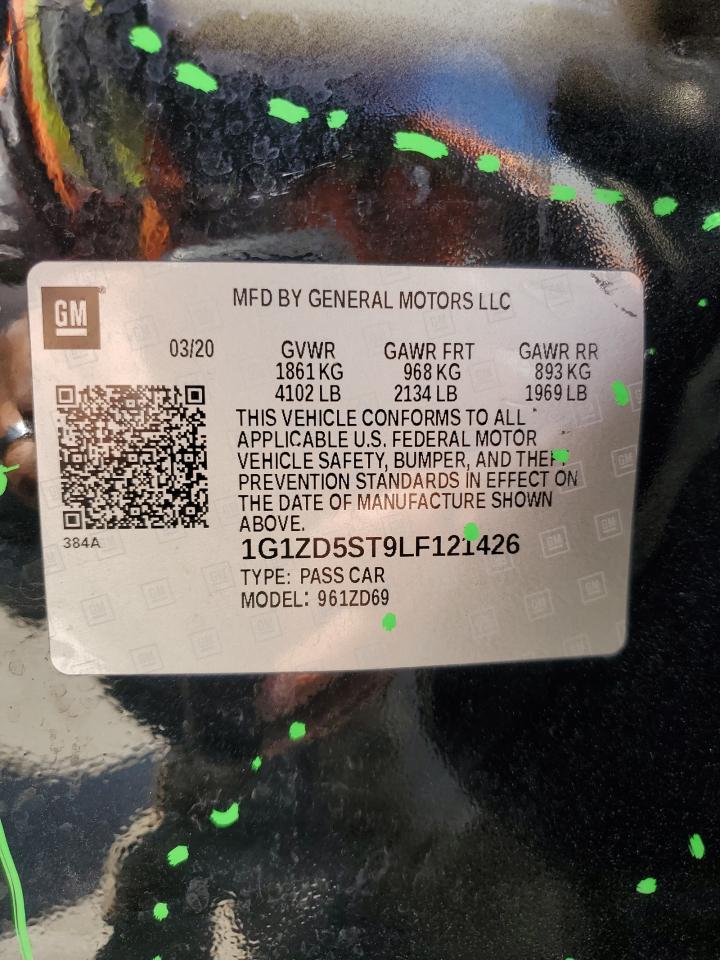 GM
MFD BY GENERAL MOTORS LLC
03/20
GVWR GAWR FRT GAWR RR
1861 KG 968 KG 893 KG
4102 LB 2134 LB 1969 LB
THIS VEHICLE CONFORMS TO ALL
APPLICABLE U.S. FEDERAL MOTOR
VEHICLE SAFETY, BUMPER, AND THEFT
PREVENTION STANDARDS IN EFFECT ON
THE DATE OF MANUFACTURE SHOWN
ABOVE.
384A
1G1ZD5ST9LF121426
TYPE: PASS CAR
MODEL: 961ZD69